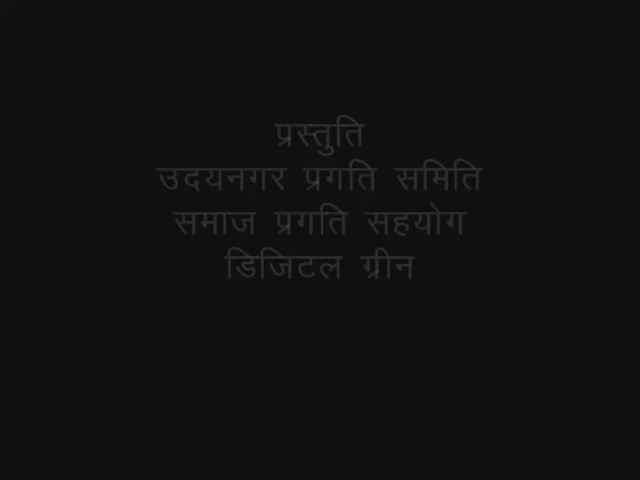 प्रस्तुति
उदयनगर प्रगति समिति
समाज प्रगति सहयोग
डिजिटल ग्रीन